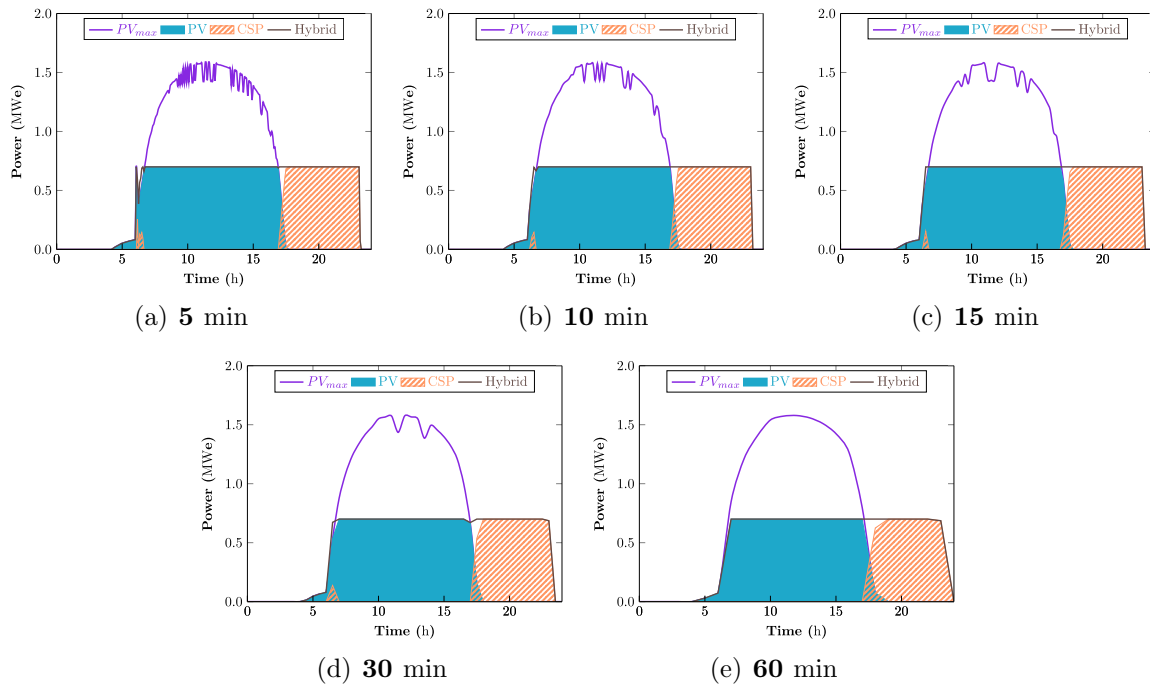 PV_max PV CSP Hybrid
2.0
1.5
1.0
0.5
0.0
Power (MWe)
0 5 10 15 20
Time (h)
(a) 5 min
PV_max PV CSP Hybrid
2.0
1.5
1.0
0.5
0.0
Power (MWe)
0 5 10 15 20
Time (h)
(b) 10 min
PV_max PV CSP Hybrid
2.0
1.5
1.0
0.5
0.0
Power (MWe)
0 5 10 15 20
Time (h)
(c) 15 min
PV_max PV CSP Hybrid
2.0
1.5
1.0
0.5
0.0
Power (MWe)
0 5 10 15 20
Time (h)
(d) 30 min
PV_max PV CSP Hybrid
2.0
1.5
1.0
0.5
0.0
Power (MWe)
0 5 10 15 20
Time (h)
(e) 60 min